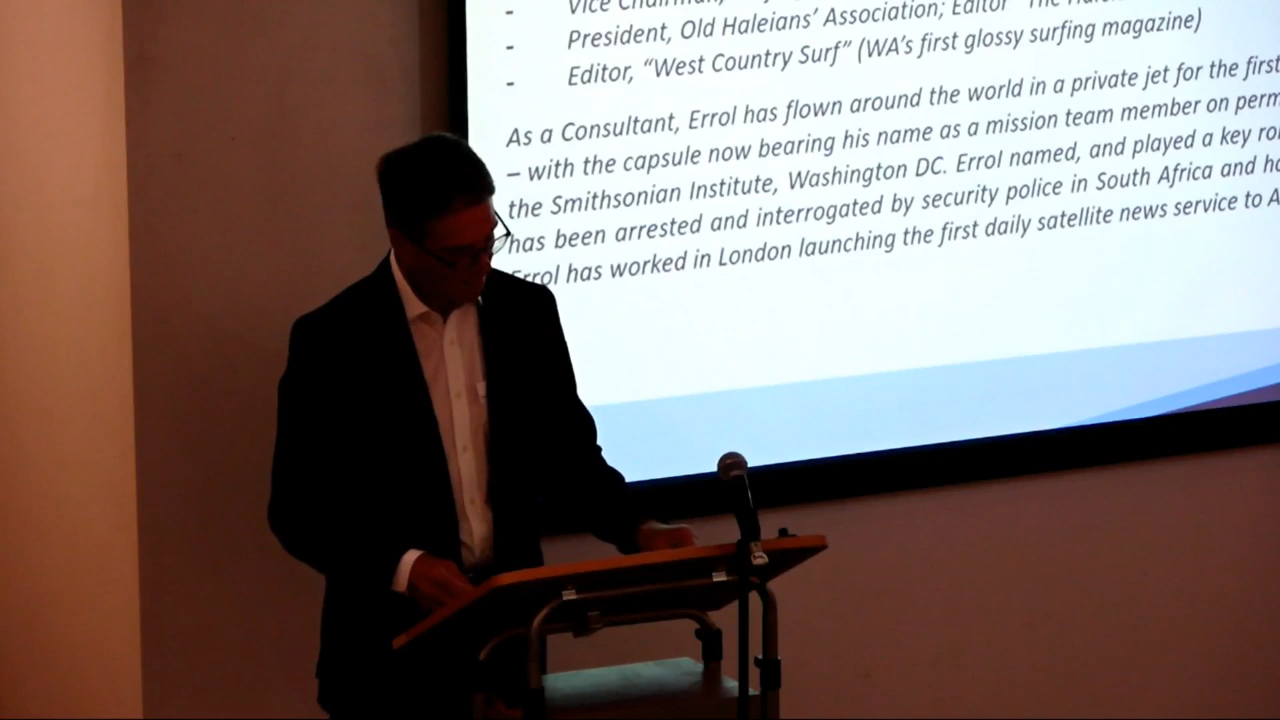 - Vice Chairman,
- President, Old Haleians' Association; Editor "The
- Editor, "West Country Surf" (WA's first glossy surfing magazine)
As a Consultant, Errol has flown around the world in a private jet for the first
– with the capsule now bearing his name as a mission team member on
the Smithsonian Institute, Washington DC. Errol named, and played a key
has been arrested and interrogated by security police in South Africa and
Errol has worked in London launching the first daily satellite news service to